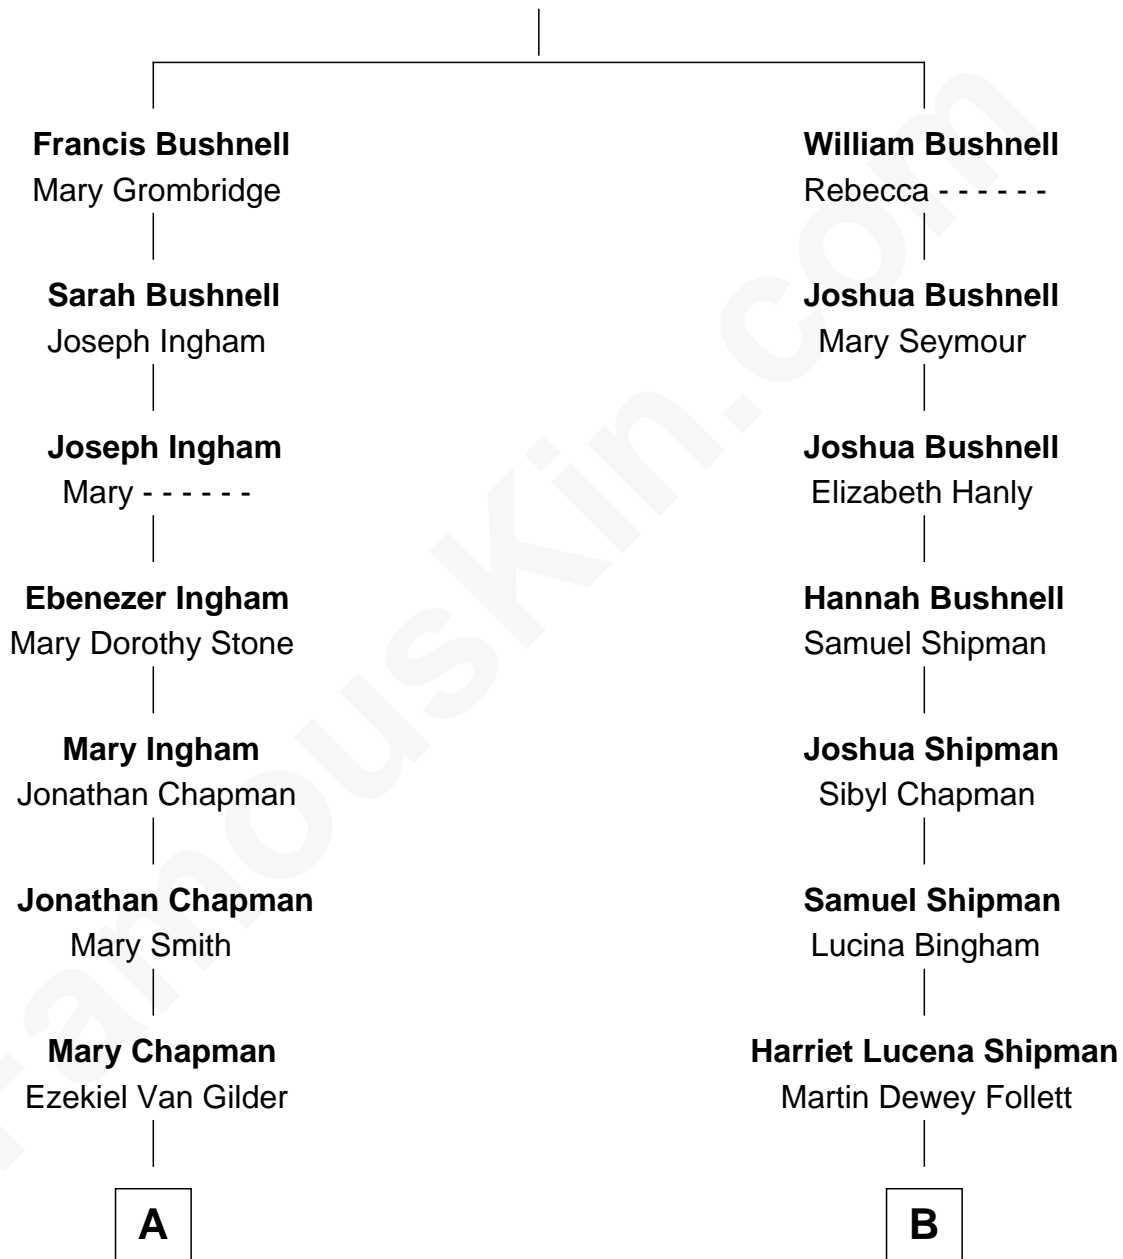 Francis Bushnell
Mary Grombridge
Sarah Bushnell
Joseph Ingham
Joseph Ingham
Mary - - - - - -
Ebenezer Ingham
Mary Dorothy Stone
Mary Ingham
Jonathan Chapman
Jonathan Chapman
Mary Smith
Mary Chapman
Ezekiel Van Gilder
A
William Bushnell
Rebecca - - - - - -
Joshua Bushnell
Mary Seymour
Joshua Bushnell
Elizabeth Hanly
Hannah Bushnell
Samuel Shipman
Joshua Shipman
Sibyl Chapman
Samuel Shipman
Lucina Bingham
Harriet Lucena Shipman
Martin Dewey Follett
B
FamousKin.com